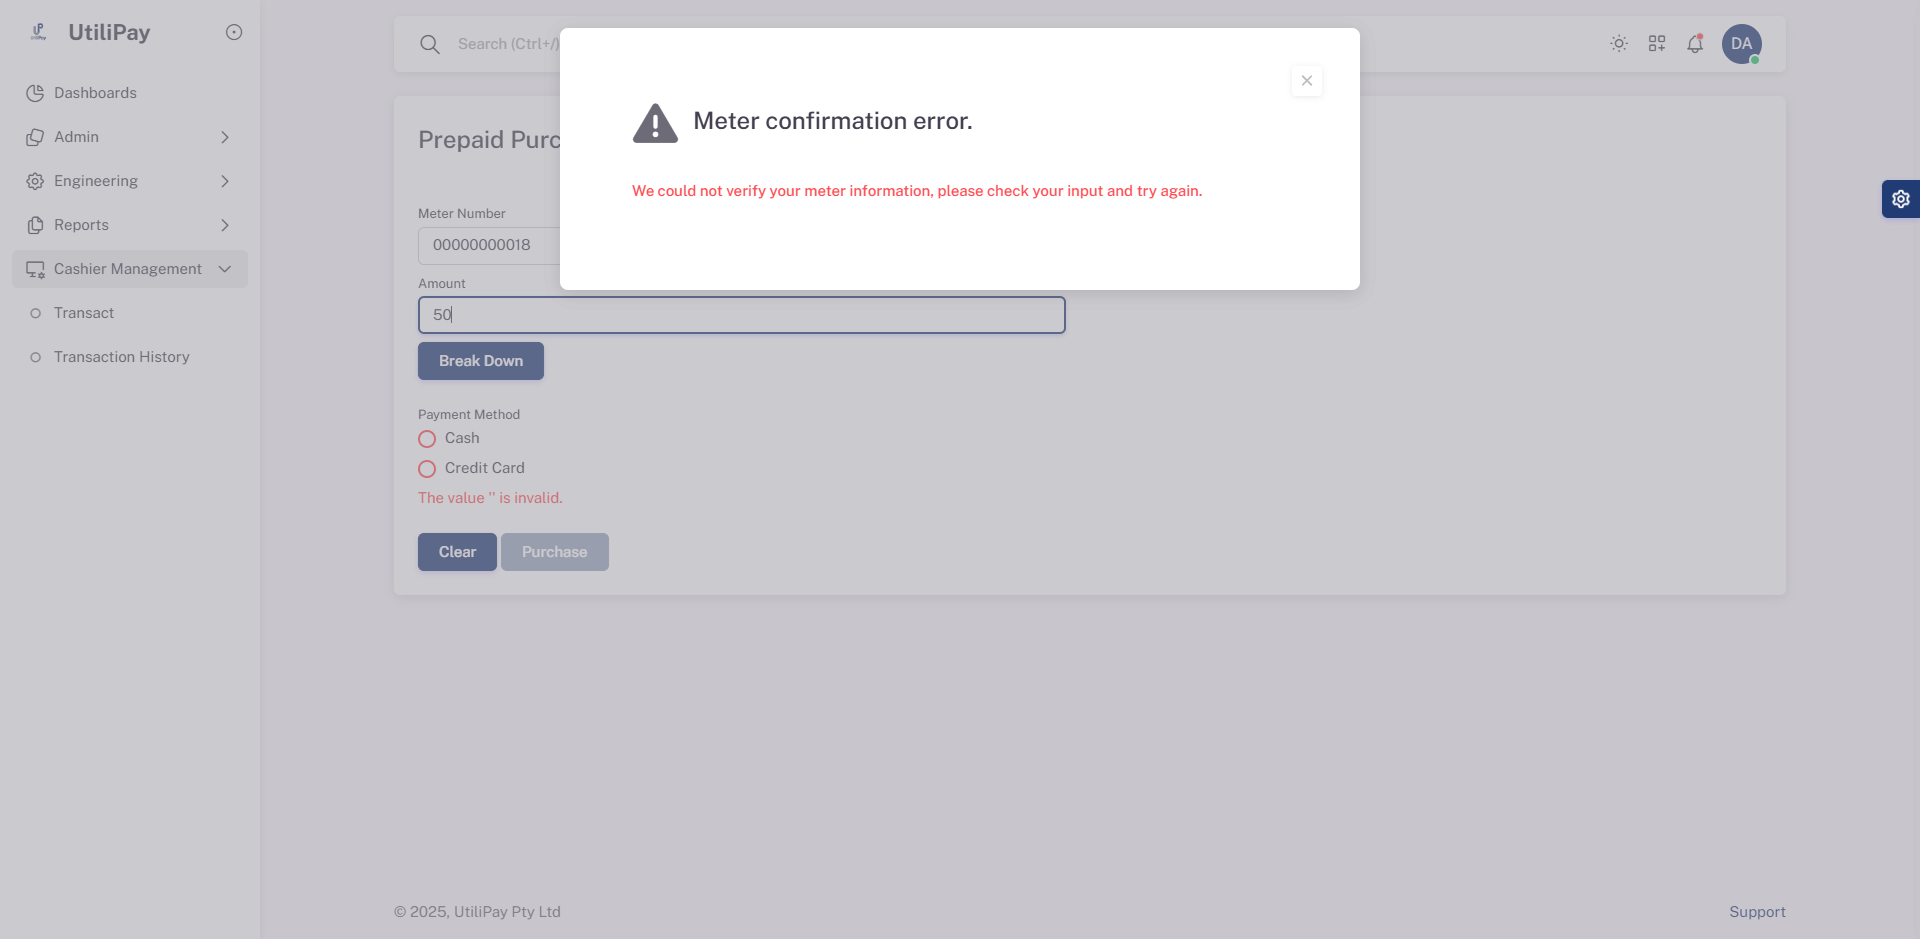 UtiliPay
Dashboards
Admin
Engineering
Reports
Cashier Management
Transact
Transaction History
Search (Ctrl+/)
DA
Meter confirmation error.
We could not verify your meter information, please check your input and try again.
Prepaid Purc
Meter Number
00000000018
Amount
50
Break Down
Payment Method
Cash
Credit Card
The value '' is invalid.
Clear Purchase
© 2025, UtiliPay Pty Ltd
Support